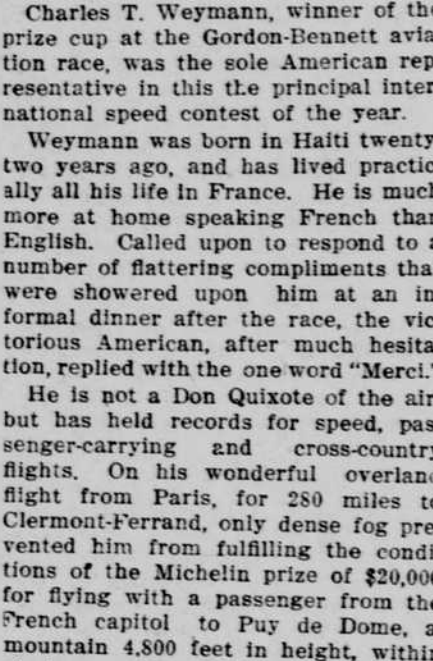 Charles T. Weymann, winner of the
prize cup at the Gordon-Bennett avia
tion race, was the sole American rep
resentative in this the principal inter
national speed contest of the year.
Weymann was born in Haiti twenty
two years ago, and has lived practic
ally all his life in France. He is much
more at home speaking French than
English. Called upon to respond to a
number of flattering compliments tha
were showered upon him at an in
formal dinner after the race, the vic
torious American, after much hesita
tion, replied with the one word "Merci."
He is not a Don Quixote of the air
but has held records for speed, pas
senger-carrying and cross-country
flights. On his wonderful overland
flight from Paris, for 280 miles to
Clermont-Ferrand, only dense fog pre
vented him from fulfilling the condi
tions of the Michelin prize of $20,000
for flying with a passenger from the
French capitol to Puy de Dome, a
mountain 4,800 feet in height, within